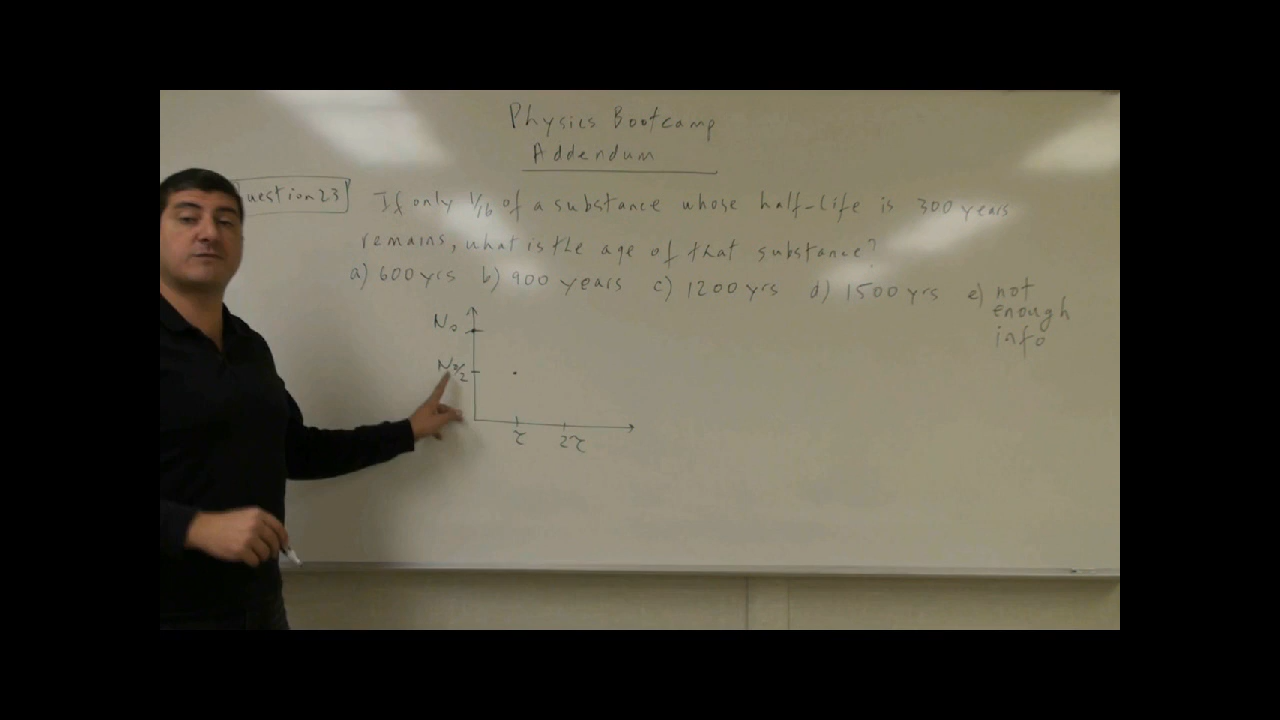 Physics Bootcamp
Addendum
uestion 23 If only 1/16 of a substance whose half-life is 300 years
remains, what is the age of that substance?
a) 600 yrs b) 900 years c) 1200 yrs d) 1500 yrs e) not
enough
info
N₀
N₀/2
τ 2τ